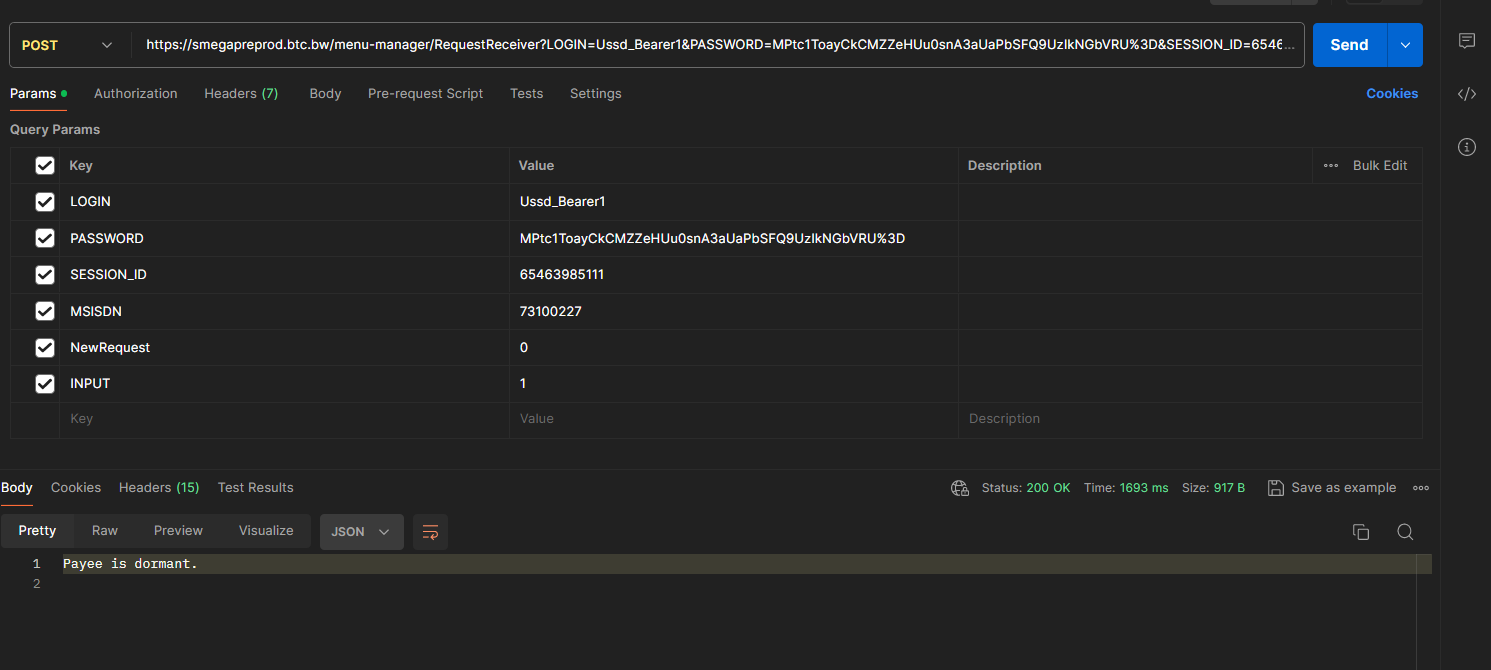 POST https://smegapreprod.btc.bw/menu-manager/RequestReceiver?LOGIN=Ussd_Bearer1&PASSWORD=MPtc1ToayCkCMZZeHUu0snA3aUaPbSFQ9UzIkNGbVRU%3D&SESSION_ID=6546... Send
Params Authorization Headers (7) Body Pre-request Script Tests Settings Cookies
Query Params
Key Value Description ••• Bulk Edit
LOGIN Ussd_Bearer1
PASSWORD MPtc1ToayCkCMZZeHUu0snA3aUaPbSFQ9UzIkNGbVRU%3D
SESSION_ID 65463985111
MSISDN 73100227
NewRequest 0
INPUT 1
Key Value Description
Body Cookies Headers (15) Test Results Status: 200 OK Time: 1693 ms Size: 917 B Save as example
Pretty Raw Preview Visualize JSON
1 Payee is dormant.
2